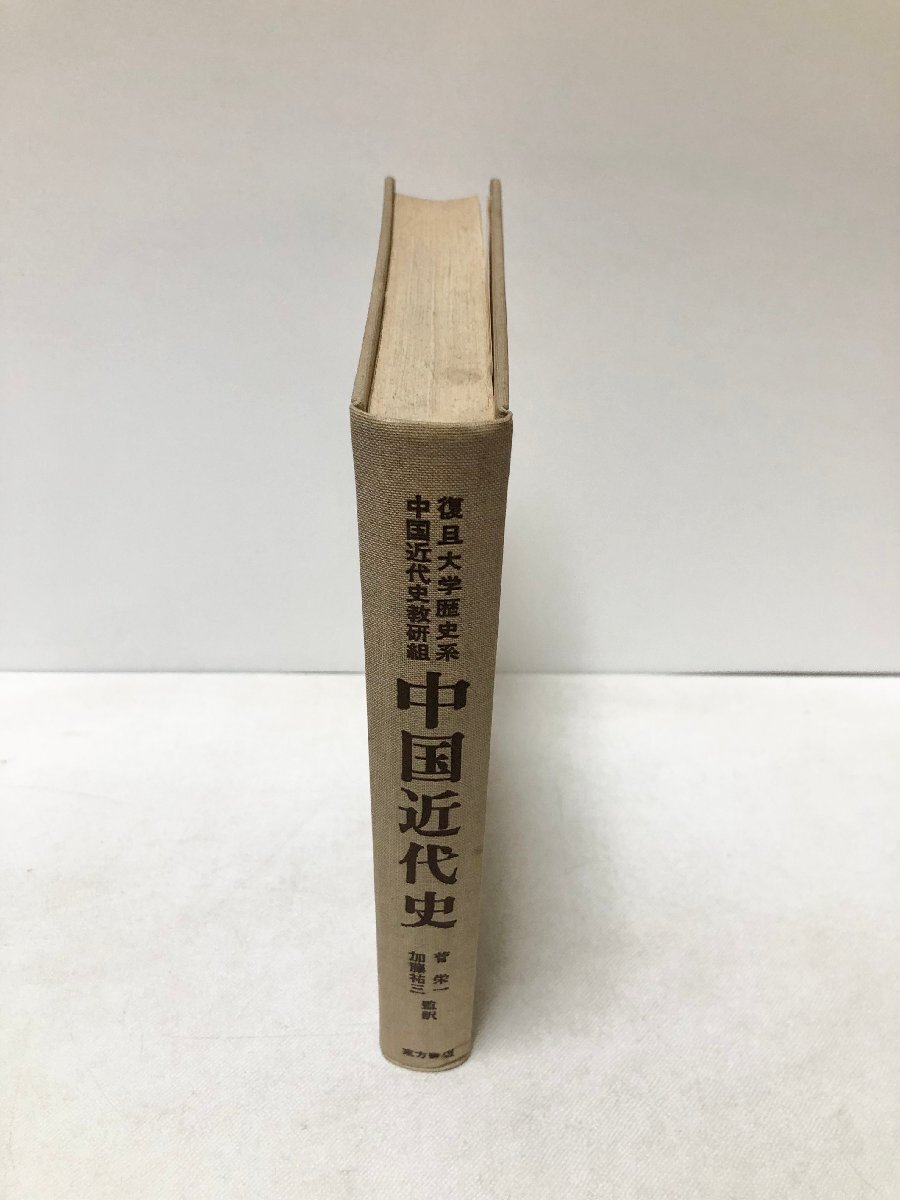 復旦大学歴史系
中国近代史教研組
中国近代史
菅栄一
加藤祐三
監訳
東方書店